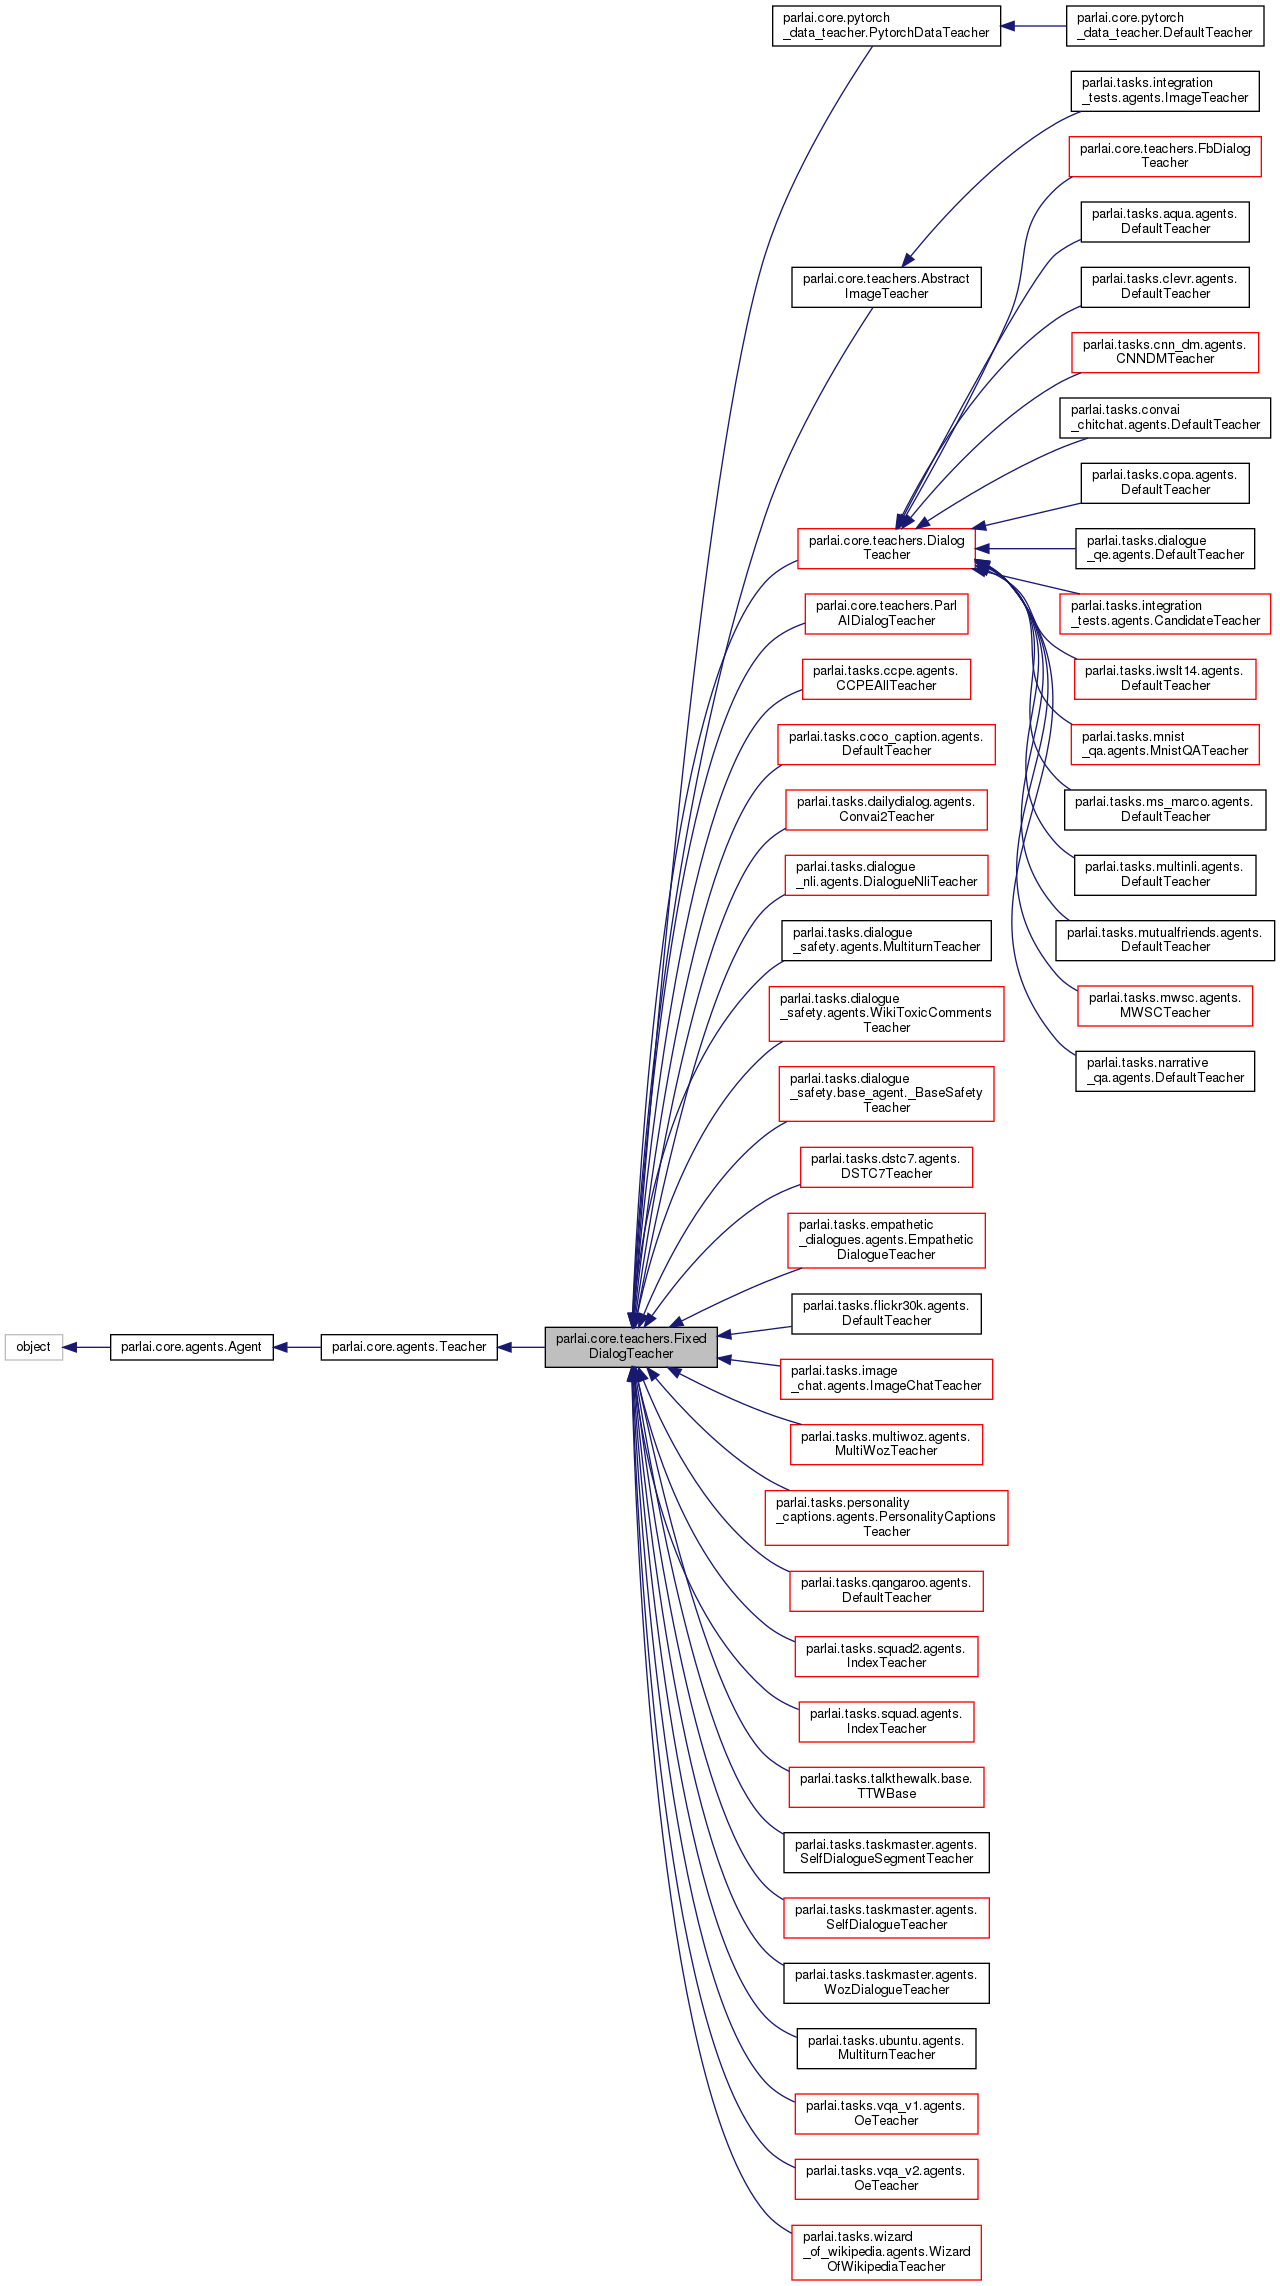 object
parlai.core.agents.Agent
parlai.core.agents.Teacher
parlai.core.teachers.Fixed
DialogTeacher
parlai.core.pytorch
_data_teacher.PytorchDataTeacher
parlai.core.teachers.Abstract
ImageTeacher
parlai.core.teachers.Dialog
Teacher
parlai.core.teachers.Parl
AIDialogTeacher
parlai.tasks.ccpe.agents.
CCPEAllTeacher
parlai.tasks.coco_caption.agents.
DefaultTeacher
parlai.tasks.dailydialog.agents.
Convai2Teacher
parlai.tasks.dialogue
_nli.agents.DialogueNliTeacher
parlai.tasks.dialogue
_safety.agents.MultiturnTeacher
parlai.tasks.dialogue
_safety.agents.WikiToxicComments
Teacher
parlai.tasks.dialogue
_safety.base_agent._BaseSafety
Teacher
parlai.tasks.dstc7.agents.
DSTC7Teacher
parlai.tasks.empathetic
_dialogues.agents.Empathetic
DialogueTeacher
parlai.tasks.flickr30k.agents.
DefaultTeacher
parlai.tasks.image
_chat.agents.ImageChatTeacher
parlai.tasks.multiwoz.agents.
MultiWozTeacher
parlai.tasks.personality
_captions.agents.PersonalityCaptions
Teacher
parlai.tasks.qangaroo.agents.
DefaultTeacher
parlai.tasks.squad2.agents.
IndexTeacher
parlai.tasks.squad.agents.
IndexTeacher
parlai.tasks.talkthewalk.base.
TTWBase
parlai.tasks.taskmaster.agents.
SelfDialogueSegmentTeacher
parlai.tasks.taskmaster.agents.
SelfDialogueTeacher
parlai.tasks.taskmaster.agents.
WozDialogueTeacher
parlai.tasks.ubuntu.agents.
MultiturnTeacher
parlai.tasks.vqa_v1.agents.
OeTeacher
parlai.tasks.vqa_v2.agents.
OeTeacher
parlai.tasks.wizard
_of_wikipedia.agents.Wizard
OfWikipediaTeacher
parlai.core.pytorch
_data_teacher.DefaultTeacher
parlai.tasks.integration
_tests.agents.ImageTeacher
parlai.core.teachers.FbDialog
Teacher
parlai.tasks.aqua.agents.
DefaultTeacher
parlai.tasks.clevr.agents.
DefaultTeacher
parlai.tasks.cnn_dm.agents.
CNNDMTeacher
parlai.tasks.convai
_chitchat.agents.DefaultTeacher
parlai.tasks.copa.agents.
DefaultTeacher
parlai.tasks.dialogue
_qe.agents.DefaultTeacher
parlai.tasks.integration
_tests.agents.CandidateTeacher
parlai.tasks.iwslt14.agents.
DefaultTeacher
parlai.tasks.mnist
_qa.agents.MnistQATeacher
parlai.tasks.ms_marco.agents.
DefaultTeacher
parlai.tasks.multinli.agents.
DefaultTeacher
parlai.tasks.mutualfriends.agents.
DefaultTeacher
parlai.tasks.mwsc.agents.
MWSCTeacher
parlai.tasks.narrative
_qa.agents.DefaultTeacher